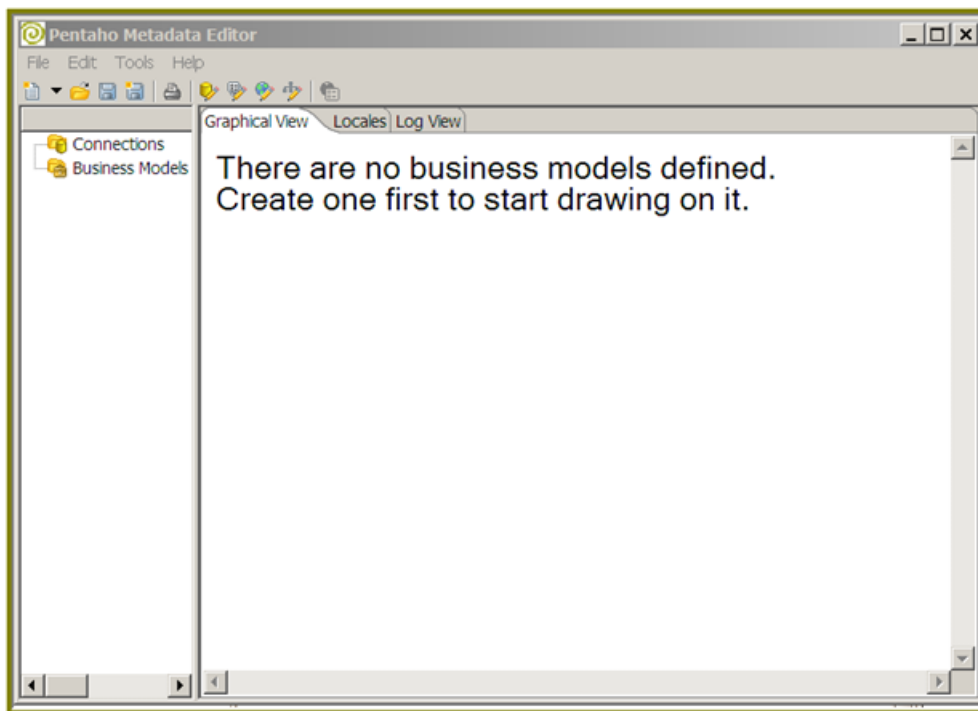 Pentaho Metadata Editor
File Edit Tools Help
Graphical View Locales Log View
Connections
Business Models
There are no business models defined.
Create one first to start drawing on it.